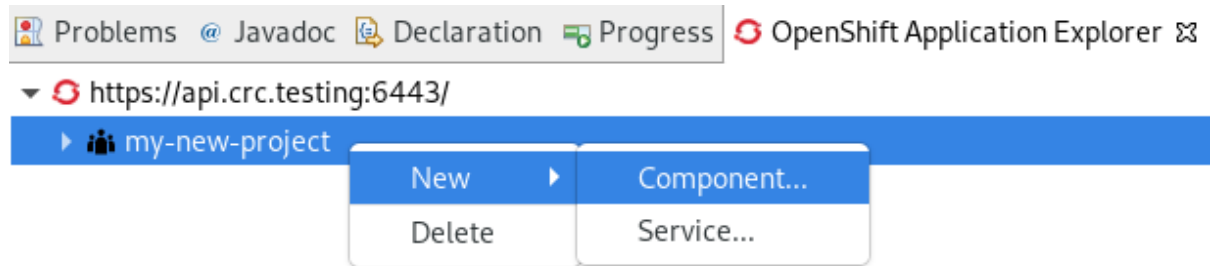 Problems @ Javadoc Declaration Progress OpenShift Application Explorer
https://api.crc.testing:6443/
my-new-project
New Component...
Delete Service...